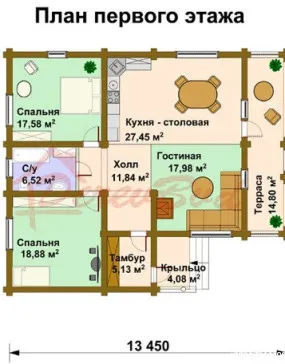 План первого этажа
Спальня
17,58 м²
Кухня - столовая
27,45 м²
С/у
6,52 м²
Холл
11,84 м²
Гостиная
17,98 м²
Терраса
14,80 м²
Спальня
18,88 м²
Тамбур
5,13 м²
Крыльцо
4,08 м²
13 450